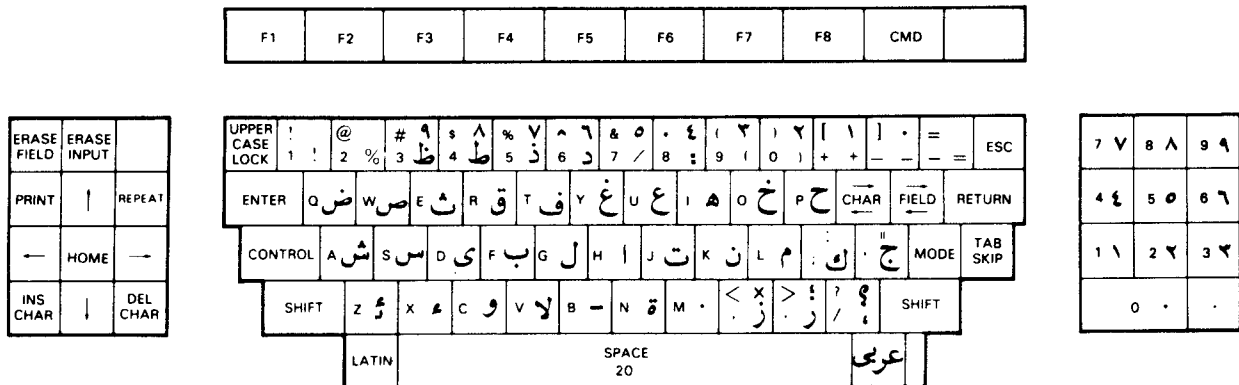 F1 F2 F3 F4 F5 F6 F7 F8 CMD
ERASE FIELD ERASE INPUT
PRINT ↑ REPEAT
← HOME →
INS CHAR ↓ DEL CHAR
UPPER CASE LOCK ! 1 ! @ 2 % # ٩ 3 ظ $ ٨ 4 ط % ٧ 5 ذ ^ ٦ 6 د & ٥ 7 / ٤ 8 : ( ٣ 9 ( ) ٢ 0 ) [ ١ + + ] ٠ _ _ = _ = ESC
ENTER Q ض W ص E ث R ق T ف Y غ U ع I ه O خ P ح → CHAR ← → FIELD ← RETURN
CONTROL A ش S س D ي F ب G ل H ا J ت K ن L م : ; ك " ج MODE TAB SKIP
SHIFT Z ئ X ء C و V لا B – N ة M . < × ز > ر ? ؟ / ؛ SHIFT
LATIN SPACE 20 عربى
7 ٧ 8 ٨ 9 ٩
4 ٤ 5 ٥ 6 ٦
1 ١ 2 ٢ 3 ٣
0 ٠ .